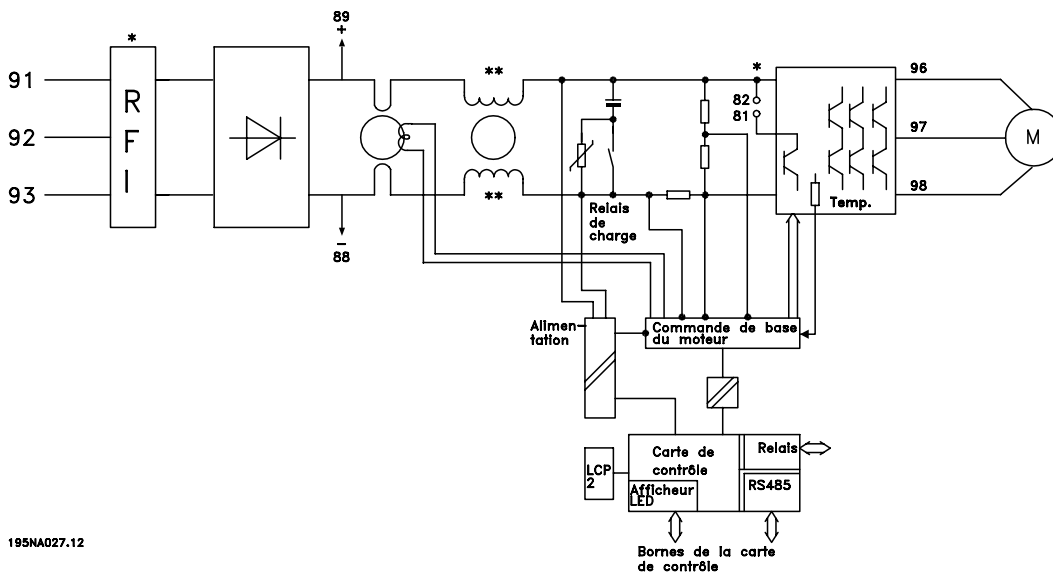 89
+
*
91
92
93
R
F
I
**
**
*
82
81
96
97
98
M
Temp.
−
88
Relais
de
charge
Alimen-
tation
Commande de base
du moteur
Carte de
contrôle
Relais
LCP
2
Afficheur
LED
RS485
Bornes de la carte
de contrôle
195NA027.12